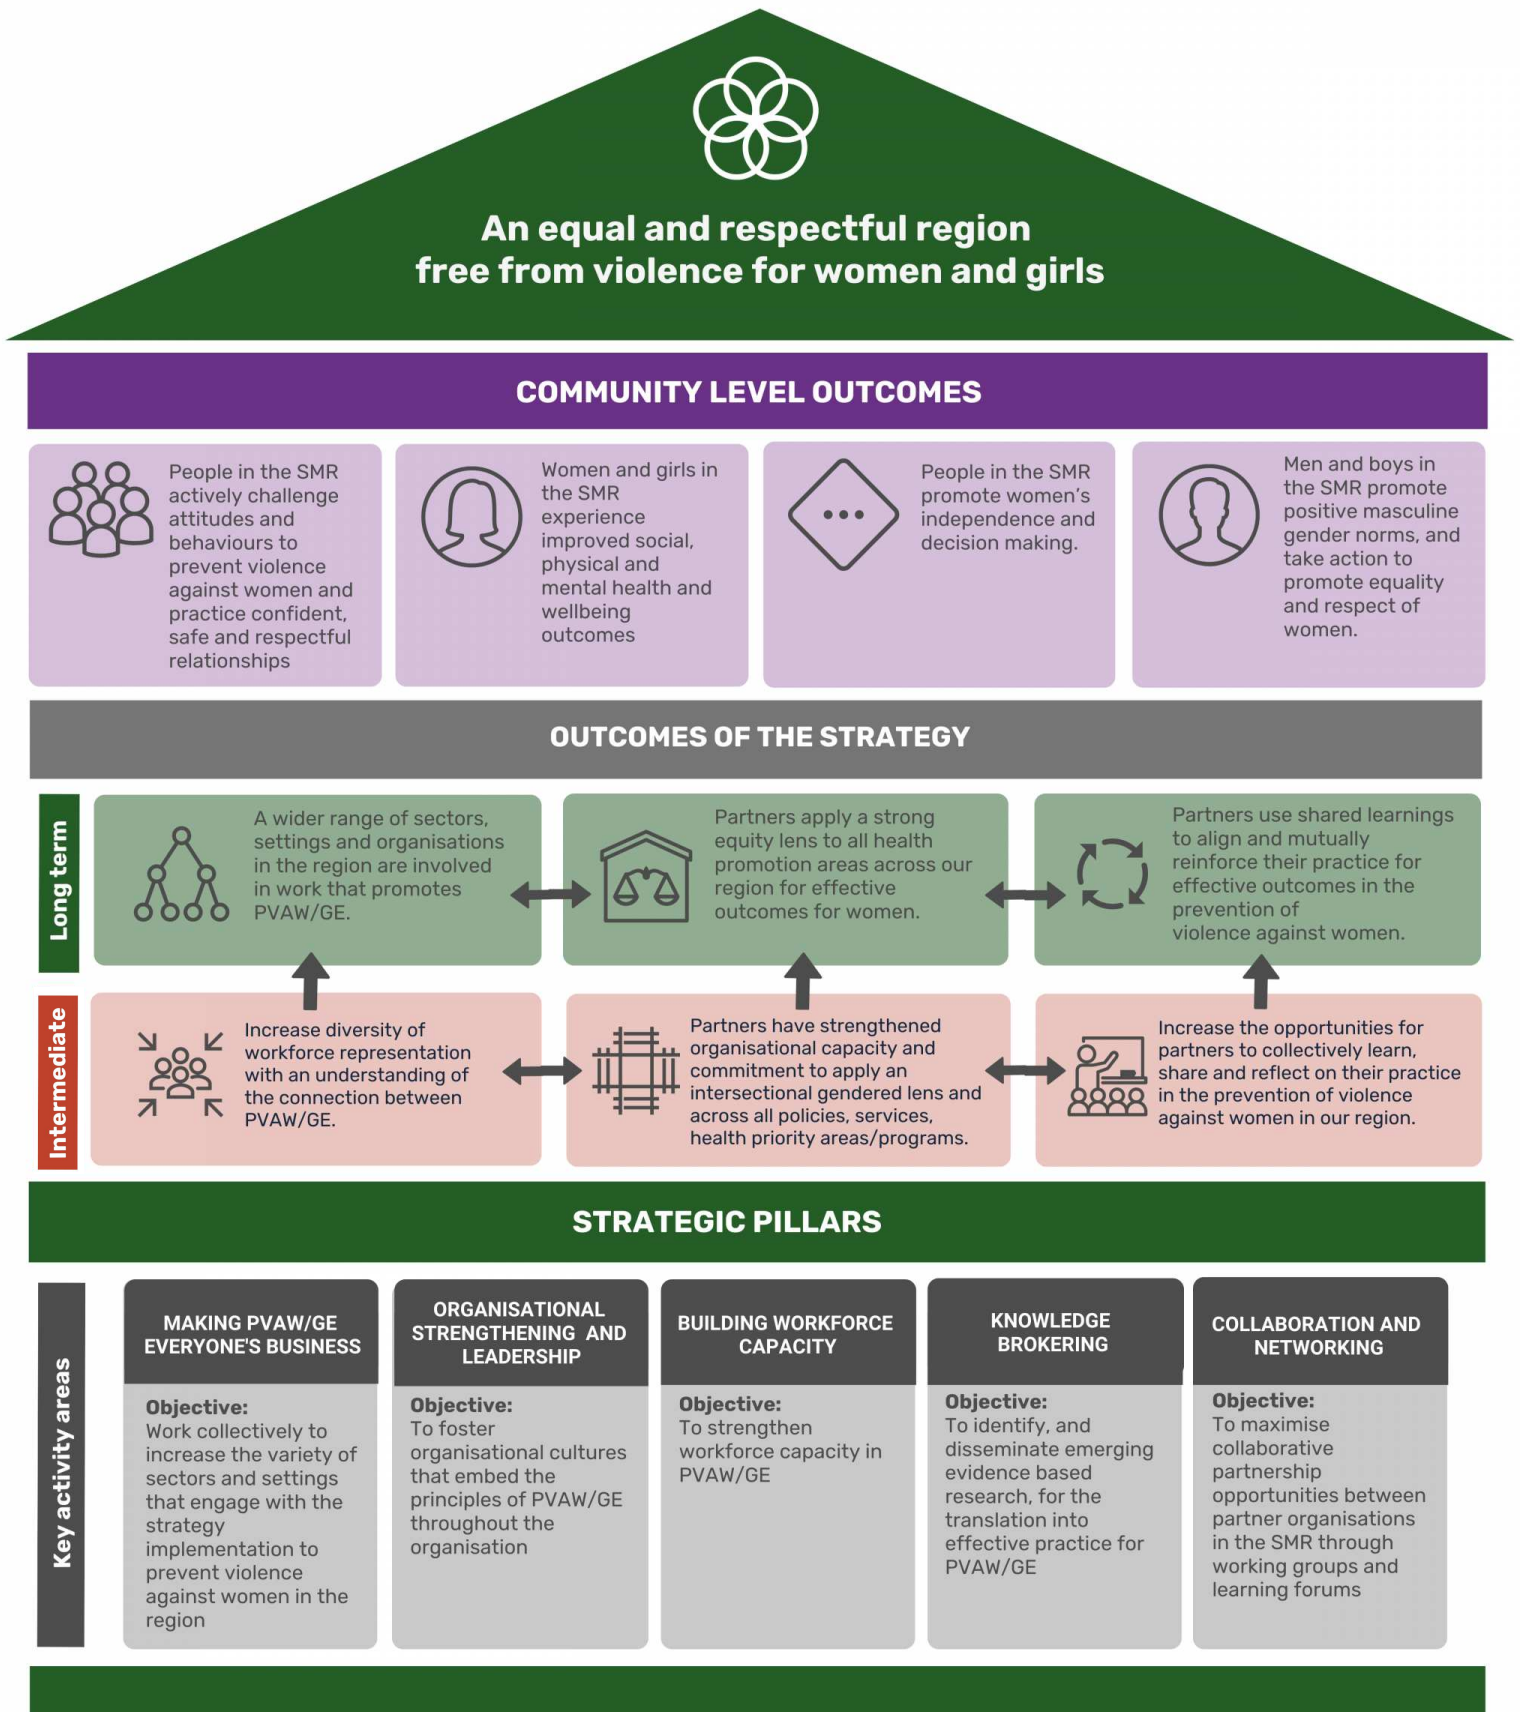 An equal and respectful region
free from violence for women and girls
COMMUNITY LEVEL OUTCOMES
People in the SMR
actively challenge
attitudes and
behaviours to
prevent violence
against women and
practice confident,
safe and respectful
relationships
Women and girls in
the SMR
experience
improved social,
physical and
mental health and
wellbeing
outcomes
People in the SMR
promote women's
independence and
decision making.
Men and boys in
the SMR promote
positive masculine
gender norms, and
take action to
promote equality
and respect of
women.
OUTCOMES OF THE STRATEGY
Long term
A wider range of sectors,
settings and organisations
in the region are involved
in work that promotes
PVAW/GE.
Partners apply a strong
equity lens to all health
promotion areas across our
region for effective
outcomes for women.
Partners use shared learnings
to align and mutually
reinforce their practice for
effective outcomes in the
prevention of
violence against women.
Intermediate
Increase diversity of
workforce representation
with an understanding of
the connection between
PVAW/GE.
Partners have strengthened
organisational capacity and
commitment to apply an
intersectional gendered lens and
across all policies, services,
health priority areas/programs.
Increase the opportunities for
partners to collectively learn,
share and reflect on their practice
in the prevention of violence
against women in our region.
STRATEGIC PILLARS
Key activity areas
MAKING PVAW/GE
EVERYONE'S BUSINESS
Objective:
Work collectively to
increase the variety of
sectors and settings
that engage with the
strategy
implementation to
prevent violence
against women in the
region
ORGANISATIONAL
STRENGTHENING AND
LEADERSHIP
Objective:
To foster
organisational cultures
that embed the
principles of PVAW/GE
throughout the
organisation
BUILDING WORKFORCE
CAPACITY
Objective:
To strengthen
workforce capacity in
PVAW/GE
KNOWLEDGE
BROKERING
Objective:
To identify, and
disseminate emerging
evidence based
research, for the
translation into
effective practice for
PVAW/GE
COLLABORATION AND
NETWORKING
Objective:
To maximise
collaborative
partnership
opportunities between
partner organisations
in the SMR through
working groups and
learning forums